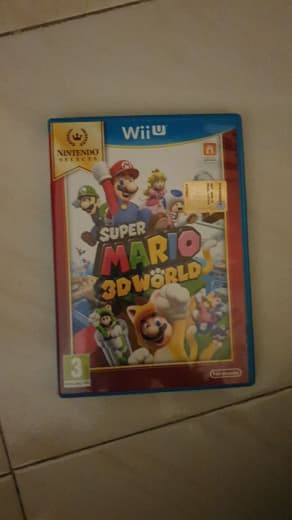 NINTENDO
SELECTS
Wii U
SUPER
MARIO
3D WORLD
3
Nintendo